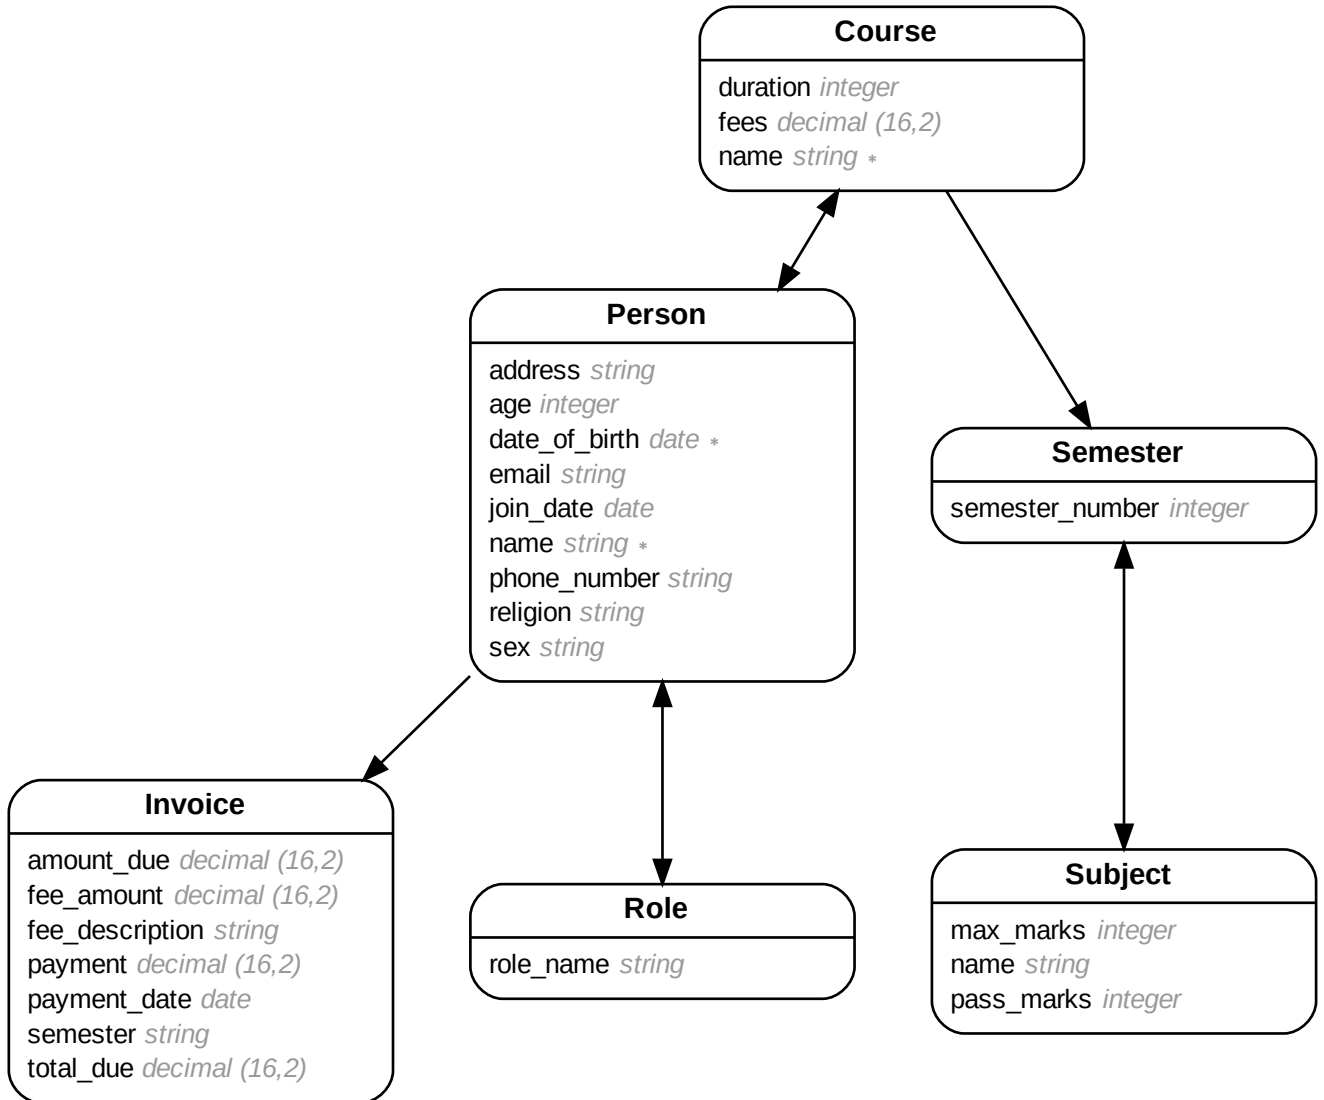 Course
duration integer
fees decimal (16,2)
name string *
Person
address string
age integer
date_of_birth date *
email string
join_date date
name string *
phone_number string
religion string
sex string
Semester
semester_number integer
Invoice
amount_due decimal (16,2)
fee_amount decimal (16,2)
fee_description string
payment decimal (16,2)
payment_date date
semester string
total_due decimal (16,2)
Role
role_name string
Subject
max_marks integer
name string
pass_marks integer